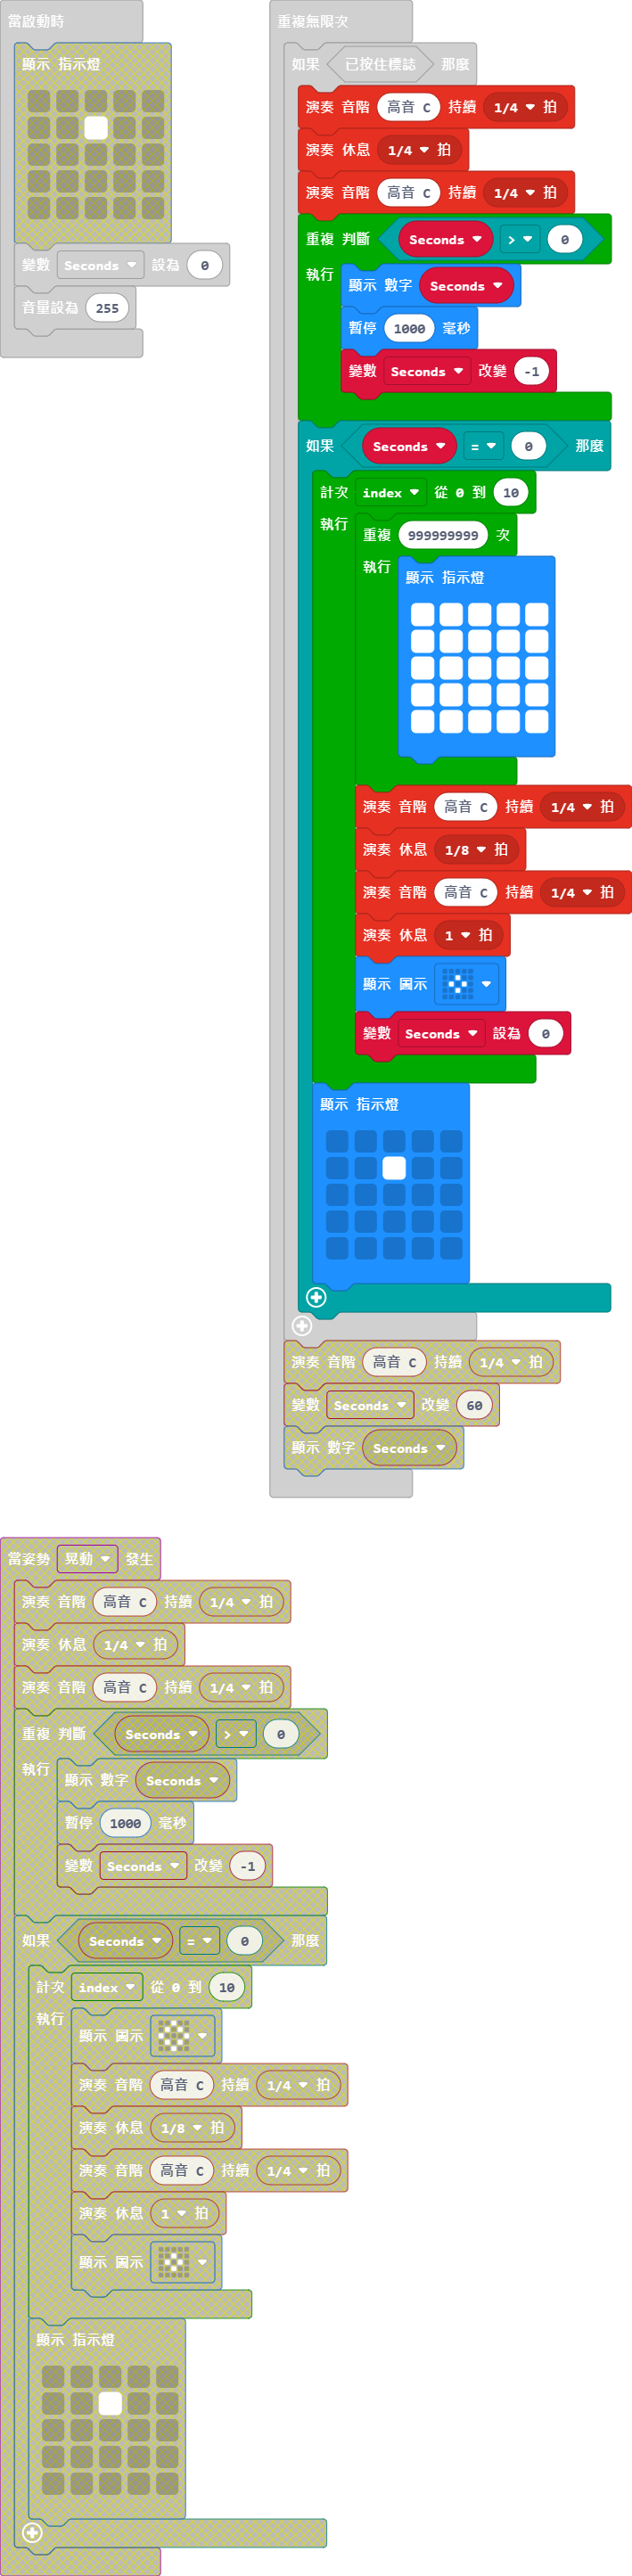 當啟動時
顯示 指示燈
變數 Seconds 設為 0
音量設為 255
重複無限次
如果 已按住標誌 那麼
演奏 音階 高音 C 持續 1/4 拍
演奏 休息 1/4 拍
演奏 音階 高音 C 持續 1/4 拍
重複 判斷 Seconds > 0
執行
顯示 數字 Seconds
暫停 1000 毫秒
變數 Seconds 改變 -1
如果 Seconds = 0 那麼
計次 index 從 0 到 10
執行
重複 999999999 次
執行
顯示 指示燈
演奏 音階 高音 C 持續 1/4 拍
演奏 休息 1/8 拍
演奏 音階 高音 C 持續 1/4 拍
演奏 休息 1 拍
顯示 圖示
變數 Seconds 設為 0
顯示 指示燈
演奏 音階 高音 C 持續 1/4 拍
變數 Seconds 改變 60
顯示 數字 Seconds
當姿勢 晃動 發生
演奏 音階 高音 C 持續 1/4 拍
演奏 休息 1/4 拍
演奏 音階 高音 C 持續 1/4 拍
重複 判斷 Seconds > 0
執行
顯示 數字 Seconds
暫停 1000 毫秒
變數 Seconds 改變 -1
如果 Seconds = 0 那麼
計次 index 從 0 到 10
執行
顯示 圖示
演奏 音階 高音 C 持續 1/4 拍
演奏 休息 1/8 拍
演奏 音階 高音 C 持續 1/4 拍
演奏 休息 1 拍
顯示 圖示
顯示 指示燈